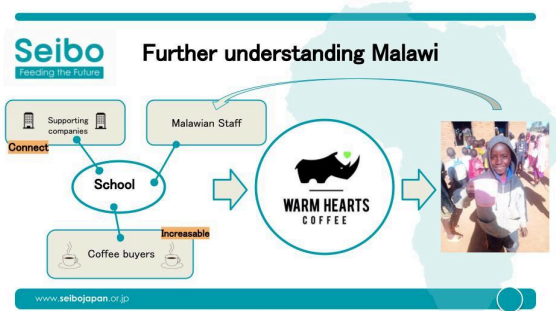 Seibo
Feeding the Future
Further understanding Malawi
Supporting
companies
Connect
Malawian Staff
School
Increasable
Coffee buyers
WARM HEARTS
COFFEE
www.seibojapan.or.jp